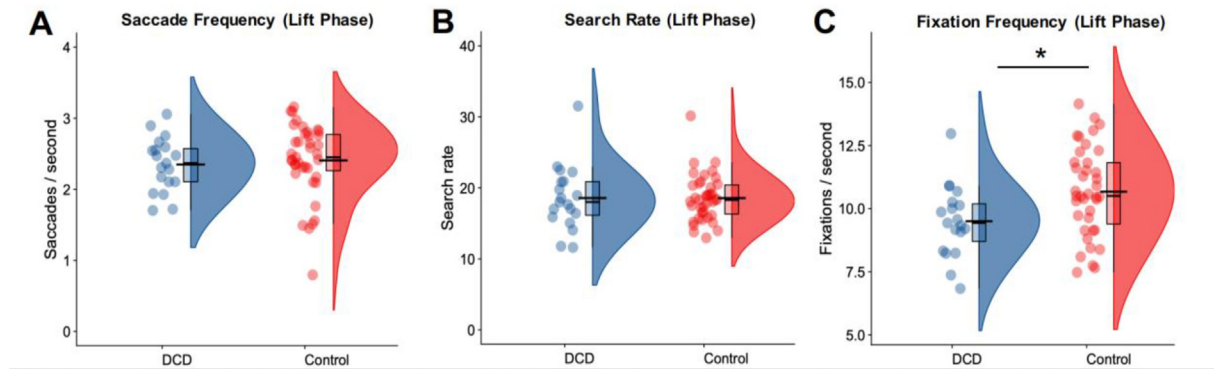 A
Saccade Frequency (Lift Phase)
Saccades / second
4
3
2
1
0
DCD
Control
B
Search Rate (Lift Phase)
Search rate
40
30
20
10
0
DCD
Control
C
Fixation Frequency (Lift Phase)
*
Fixations / second
15.0
12.5
10.0
7.5
5.0
DCD
Control